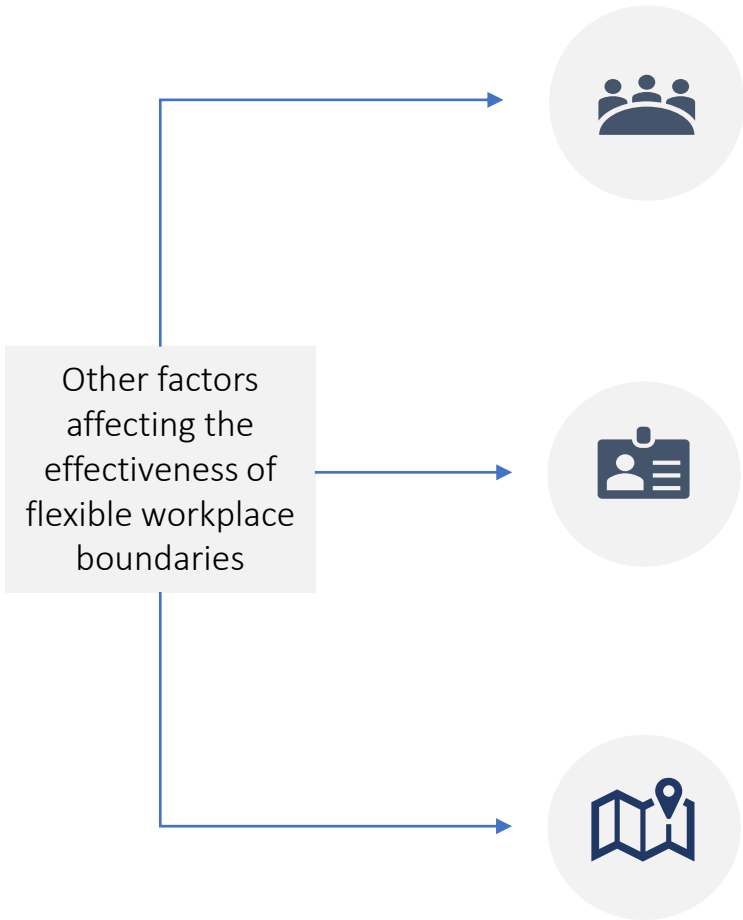 Other factors
affecting the
effectiveness of
flexible workplace
boundaries